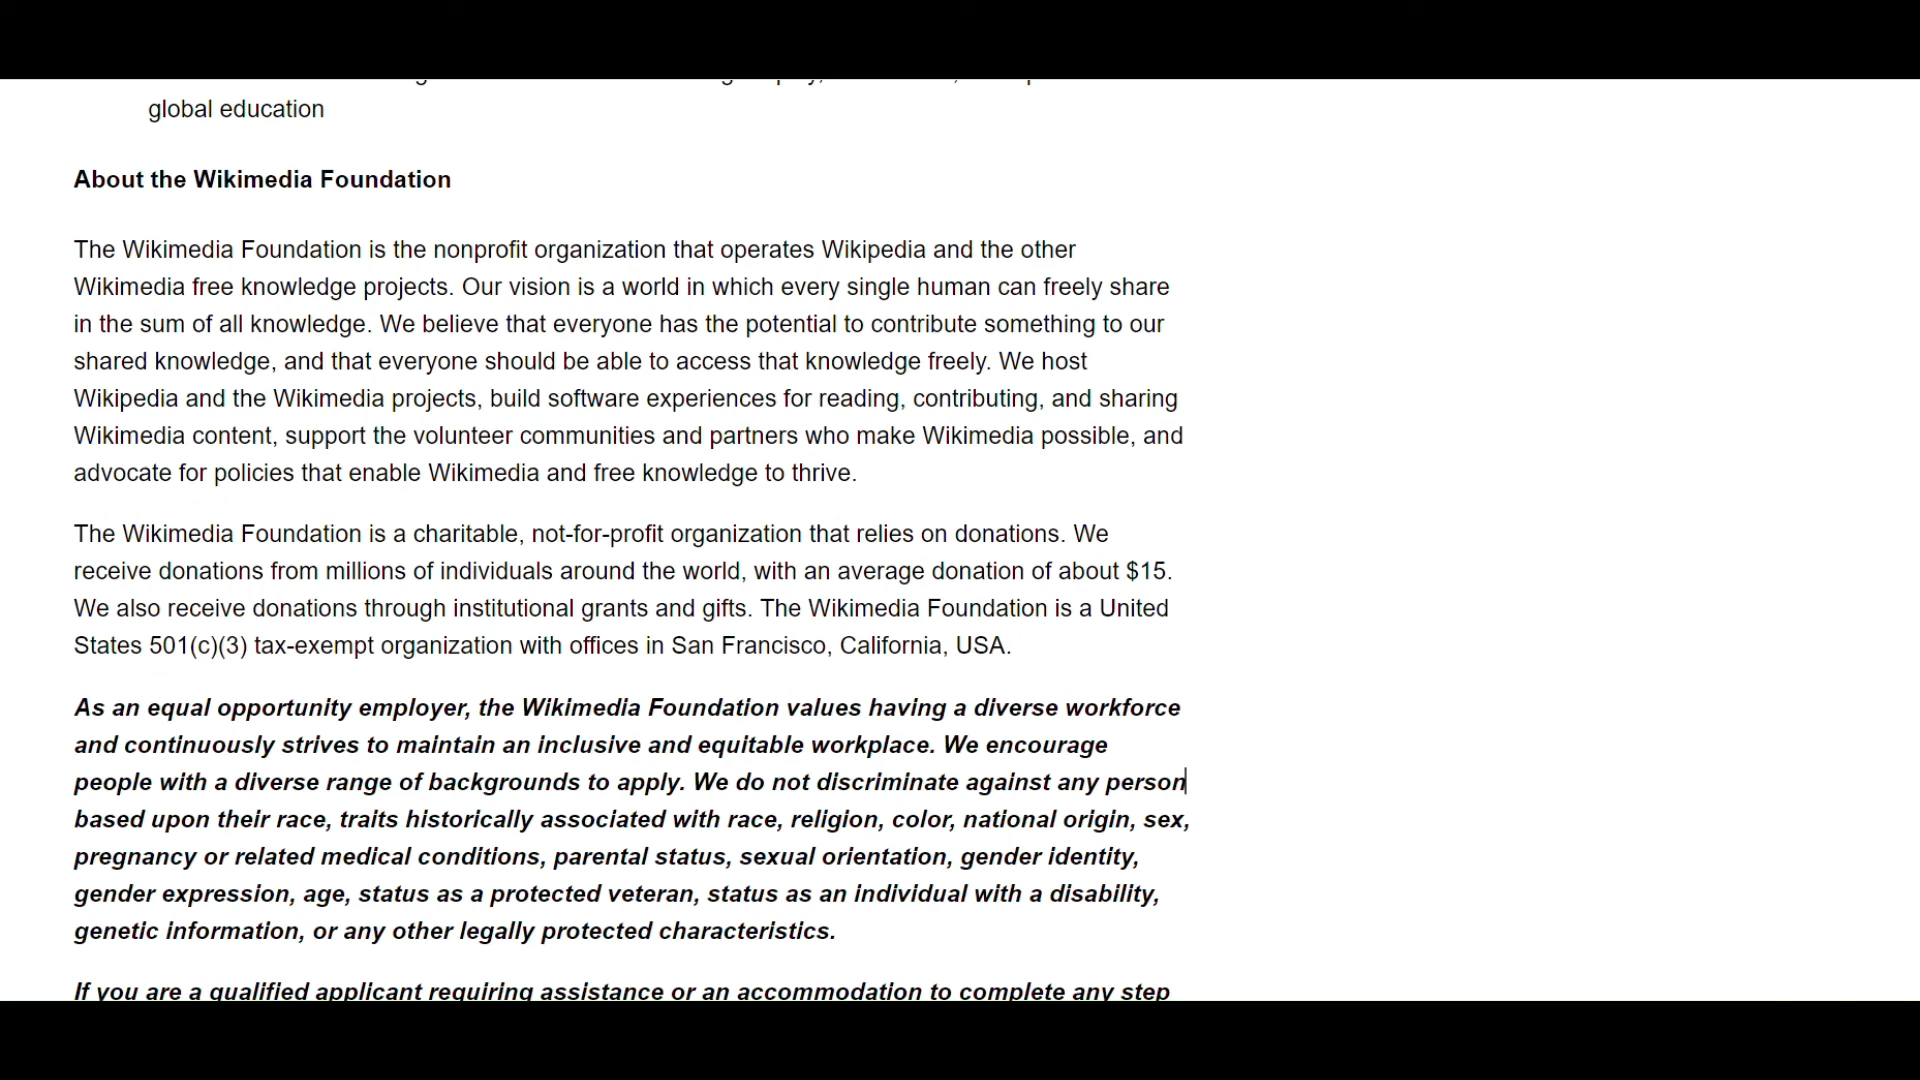 global education
About the Wikimedia Foundation
The Wikimedia Foundation is the nonprofit organization that operates Wikipedia and the other
Wikimedia free knowledge projects. Our vision is a world in which every single human can freely share
in the sum of all knowledge. We believe that everyone has the potential to contribute something to our
shared knowledge, and that everyone should be able to access that knowledge freely. We host
Wikipedia and the Wikimedia projects, build software experiences for reading, contributing, and sharing
Wikimedia content, support the volunteer communities and partners who make Wikimedia possible, and
advocate for policies that enable Wikimedia and free knowledge to thrive.
The Wikimedia Foundation is a charitable, not-for-profit organization that relies on donations. We
receive donations from millions of individuals around the world, with an average donation of about $15.
We also receive donations through institutional grants and gifts. The Wikimedia Foundation is a United
States 501(c)(3) tax-exempt organization with offices in San Francisco, California, USA.
As an equal opportunity employer, the Wikimedia Foundation values having a diverse workforce
and continuously strives to maintain an inclusive and equitable workplace. We encourage
people with a diverse range of backgrounds to apply. We do not discriminate against any person
based upon their race, traits historically associated with race, religion, color, national origin, sex,
pregnancy or related medical conditions, parental status, sexual orientation, gender identity,
gender expression, age, status as a protected veteran, status as an individual with a disability,
genetic information, or any other legally protected characteristics.
If you are a qualified applicant requiring assistance or an accommodation to complete any step